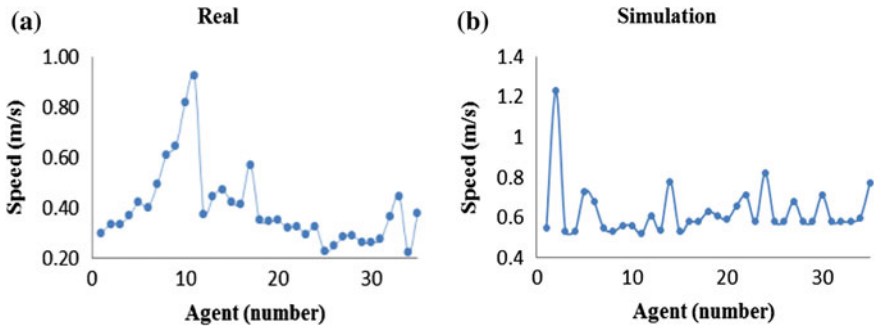 (a) Real
1.00
0.80
0.60
0.40
0.20
Speed (m/s)
0 10 20 30
Agent (number)
(b) Simulation
1.4
1.2
1
0.8
0.6
0.4
Speed (m/s)
0 10 20 30
Agent (number)